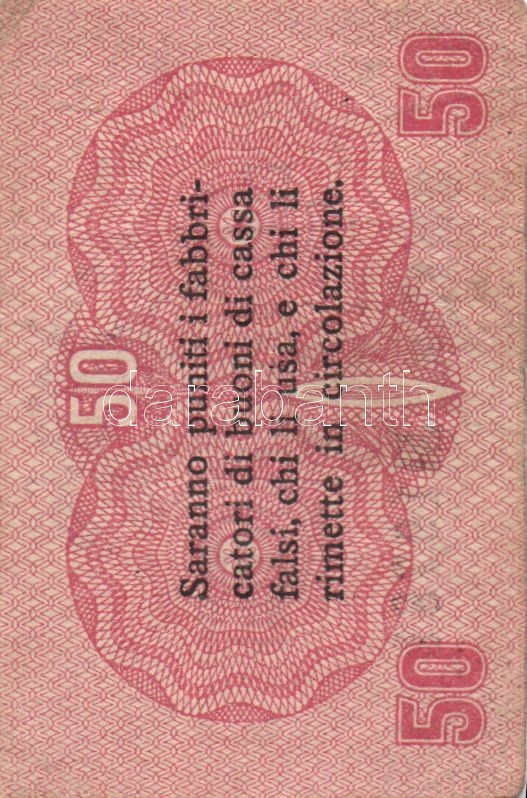 50
Saranno puniti i fabbri-
catori di buoni di cassa
falsi, chi li usa, e chi li
rimette in circolazione.
50
50
darabanth